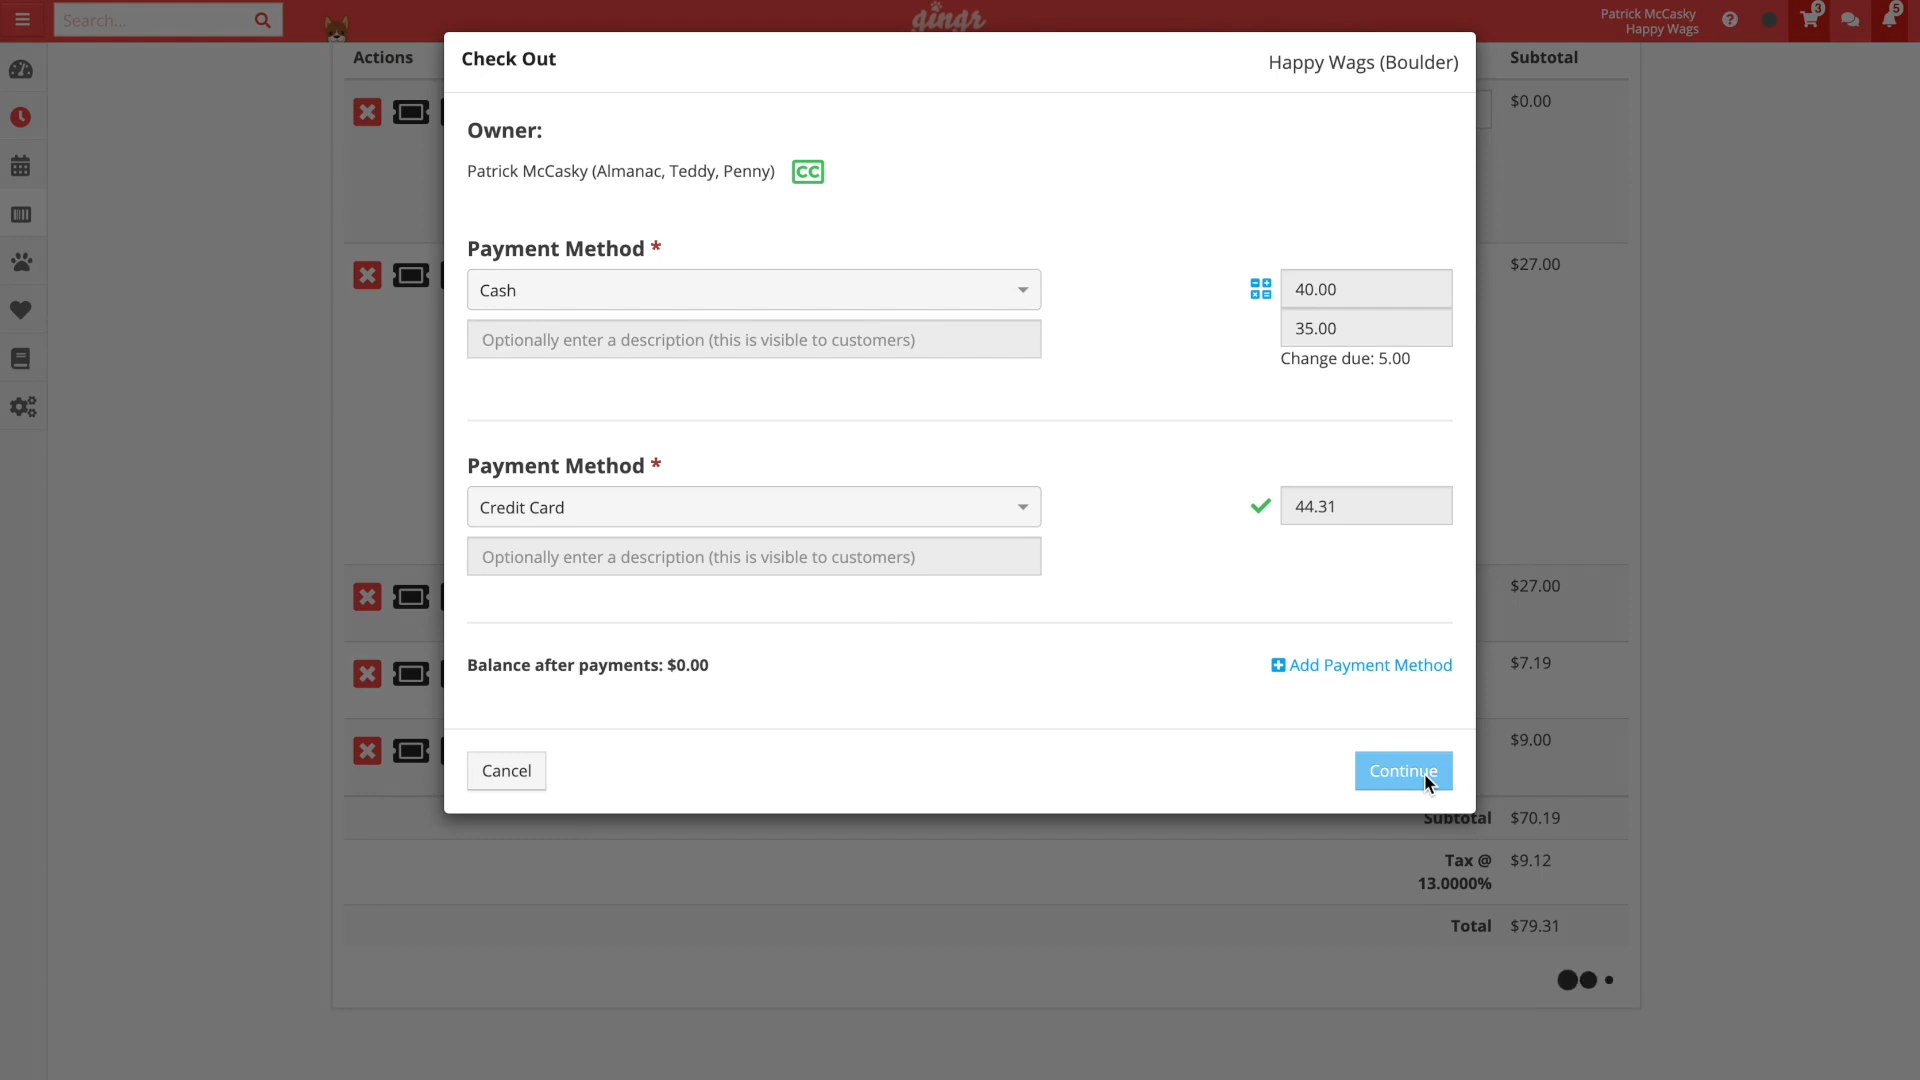 Search...
gingr
Patrick McCasky
Happy Wags
3
5
Actions
Subtotal
Check Out
Happy Wags (Boulder)
$0.00
Owner:
Patrick McCasky (Almanac, Teddy, Penny)
CC
Payment Method *
$27.00
Cash
40.00
Optionally enter a description (this is visible to customers)
35.00
Change due: 5.00
Payment Method *
Credit Card
44.31
Optionally enter a description (this is visible to customers)
$27.00
Balance after payments: $0.00
Add Payment Method
$7.19
$9.00
Cancel
Continue
Subtotal $70.19
Tax @ $9.12
13.0000%
Total $79.31